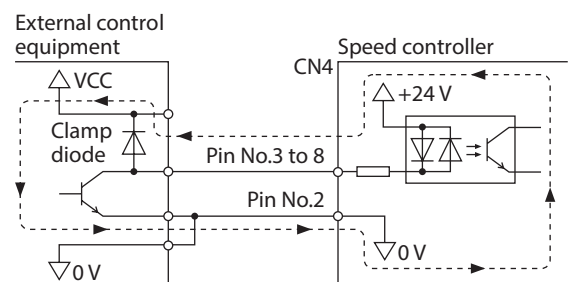 External control
equipment
Speed controller
CN4
VCC
+24 V
Clamp
diode
Pin No.3 to 8
Pin No.2
0 V
0 V